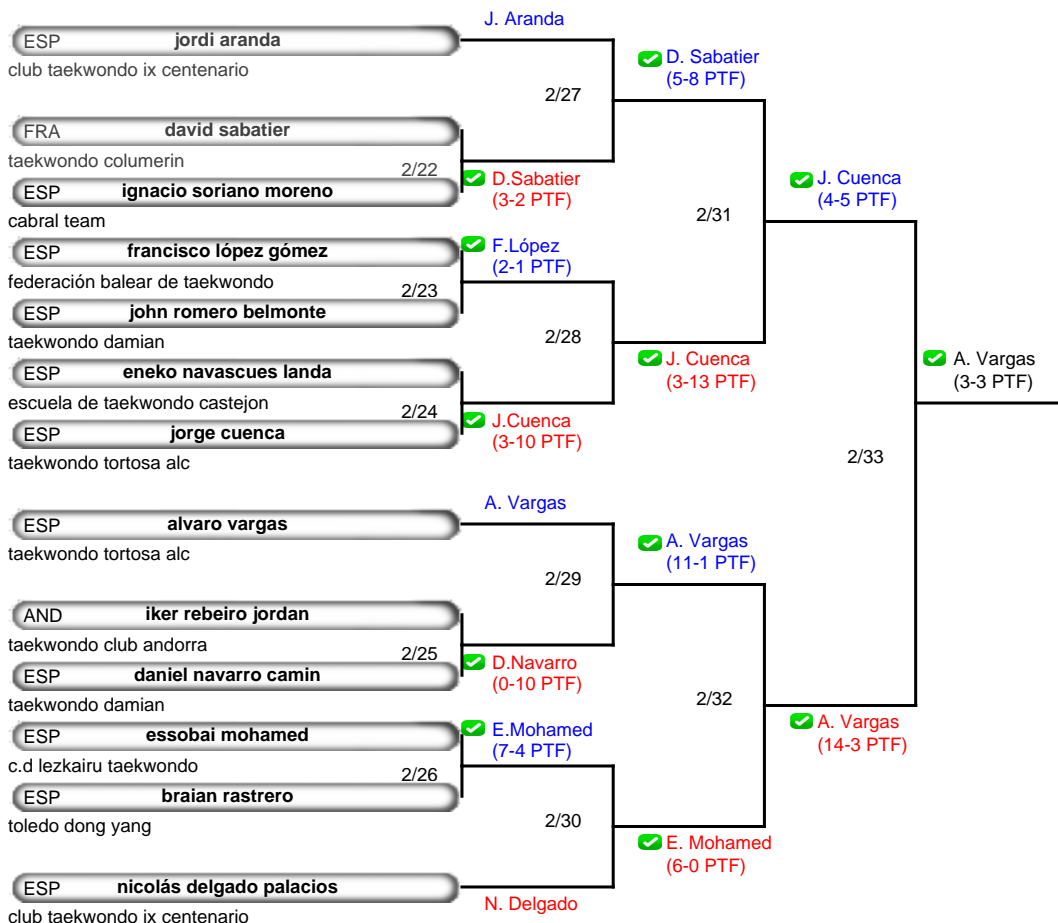 J. Aranda
ESP jordi aranda
club taekwondo ix centenario
D. Sabatier
(5-8 PTF)
2/27
FRA david sabatier
taekwondo columerin
2/22
ESP ignacio soriano moreno
cabral team
D.Sabatier
(3-2 PTF)
J. Cuenca
(4-5 PTF)
2/31
ESP francisco lópez gómez
federación balear de taekwondo
F.López
(2-1 PTF)
2/23
ESP john romero belmonte
taekwondo damian
2/28
J. Cuenca
(3-13 PTF)
A. Vargas
(3-3 PTF)
ESP eneko navascues landa
escuela de taekwondo castejon
2/24
ESP jorge cuenca
taekwondo tortosa alc
J.Cuenca
(3-10 PTF)
2/33
A. Vargas
ESP alvaro vargas
taekwondo tortosa alc
A. Vargas
(11-1 PTF)
2/29
AND iker rebeiro jordan
taekwondo club andorra
2/25
ESP daniel navarro camin
taekwondo damian
D.Navarro
(0-10 PTF)
2/32
ESP essobai mohamed
c.d lezkairu taekwondo
E.Mohamed
(7-4 PTF)
A. Vargas
(14-3 PTF)
2/26
ESP braian rastrero
toledo dong yang
2/30
E. Mohamed
(6-0 PTF)
ESP nicolás delgado palacios
club taekwondo ix centenario
N. Delgado